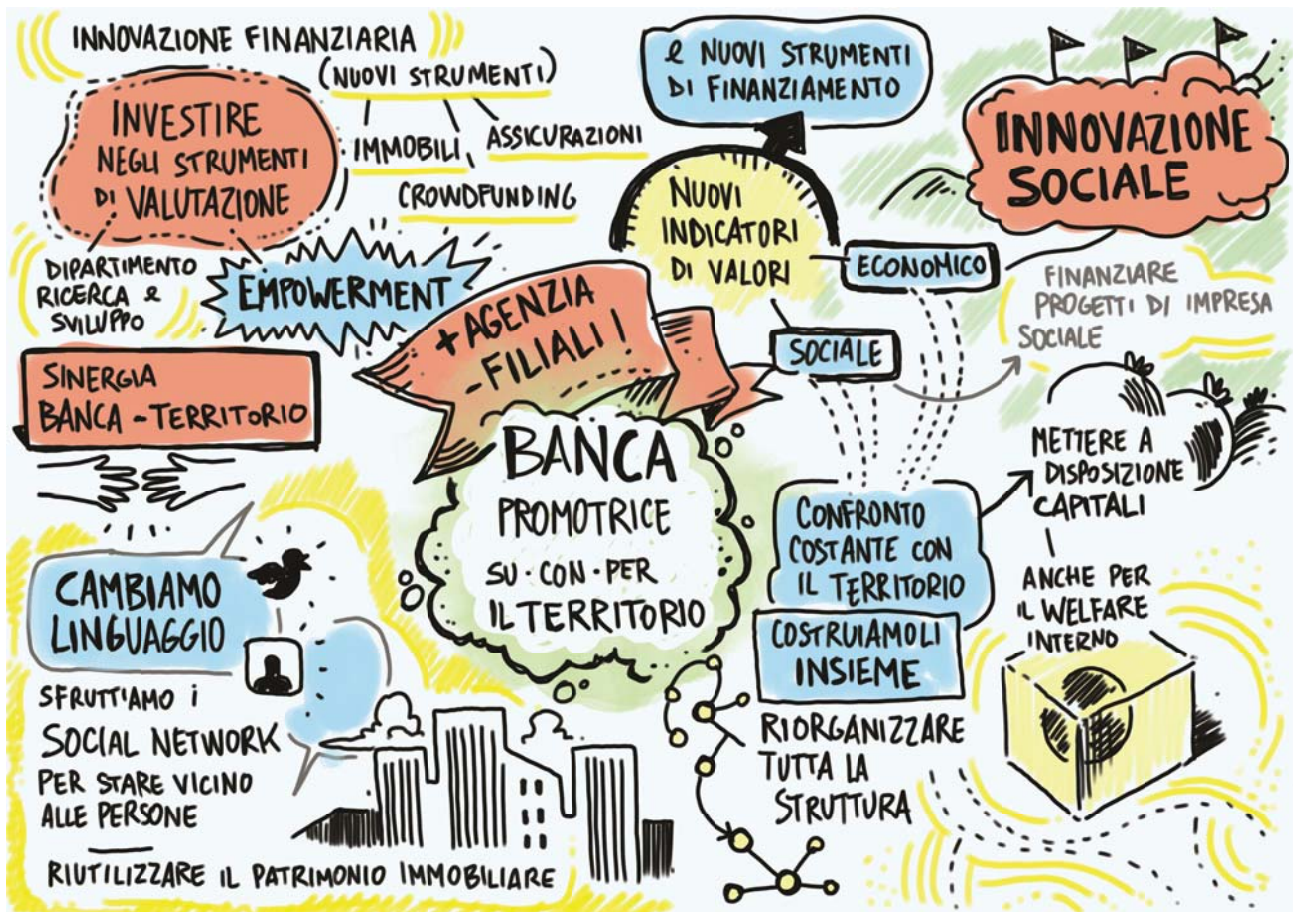 INNOVAZIONE FINANZIARIA
(NUOVI STRUMENTI)
IMMOBILI
ASSICURAZIONI
CROWDFUNDING
INVESTIRE
NEGLI STRUMENTI
DI VALUTAZIONE
DIPARTIMENTO
RICERCA e
SVILUPPO
EMPOWERMENT
SINERGIA
BANCA - TERRITORIO
+ AGENZIA
- FILIALI!
BANCA
PROMOTRICE
SU · CON · PER
IL TERRITORIO
e NUOVI STRUMENTI
DI FINANZIAMENTO
NUOVI
INDICATORI
DI VALORI
ECONOMICO
SOCIALE
INNOVAZIONE
SOCIALE
FINANZIARE
PROGETTI DI IMPRESA
SOCIALE
METTERE A
DISPOSIZIONE
CAPITALI
ANCHE PER
IL WELFARE
INTERNO
CONFRONTO
COSTANTE CON
IL TERRITORIO
COSTRUIAMOLI
INSIEME
RIORGANIZZARE
TUTTA LA
STRUTTURA
CAMBIAMO
LINGUAGGIO
SFRUTTIAMO i
SOCIAL NETWORK
PER STARE VICINO
ALLE PERSONE
RIUTILIZZARE IL PATRIMONIO IMMOBILIARE